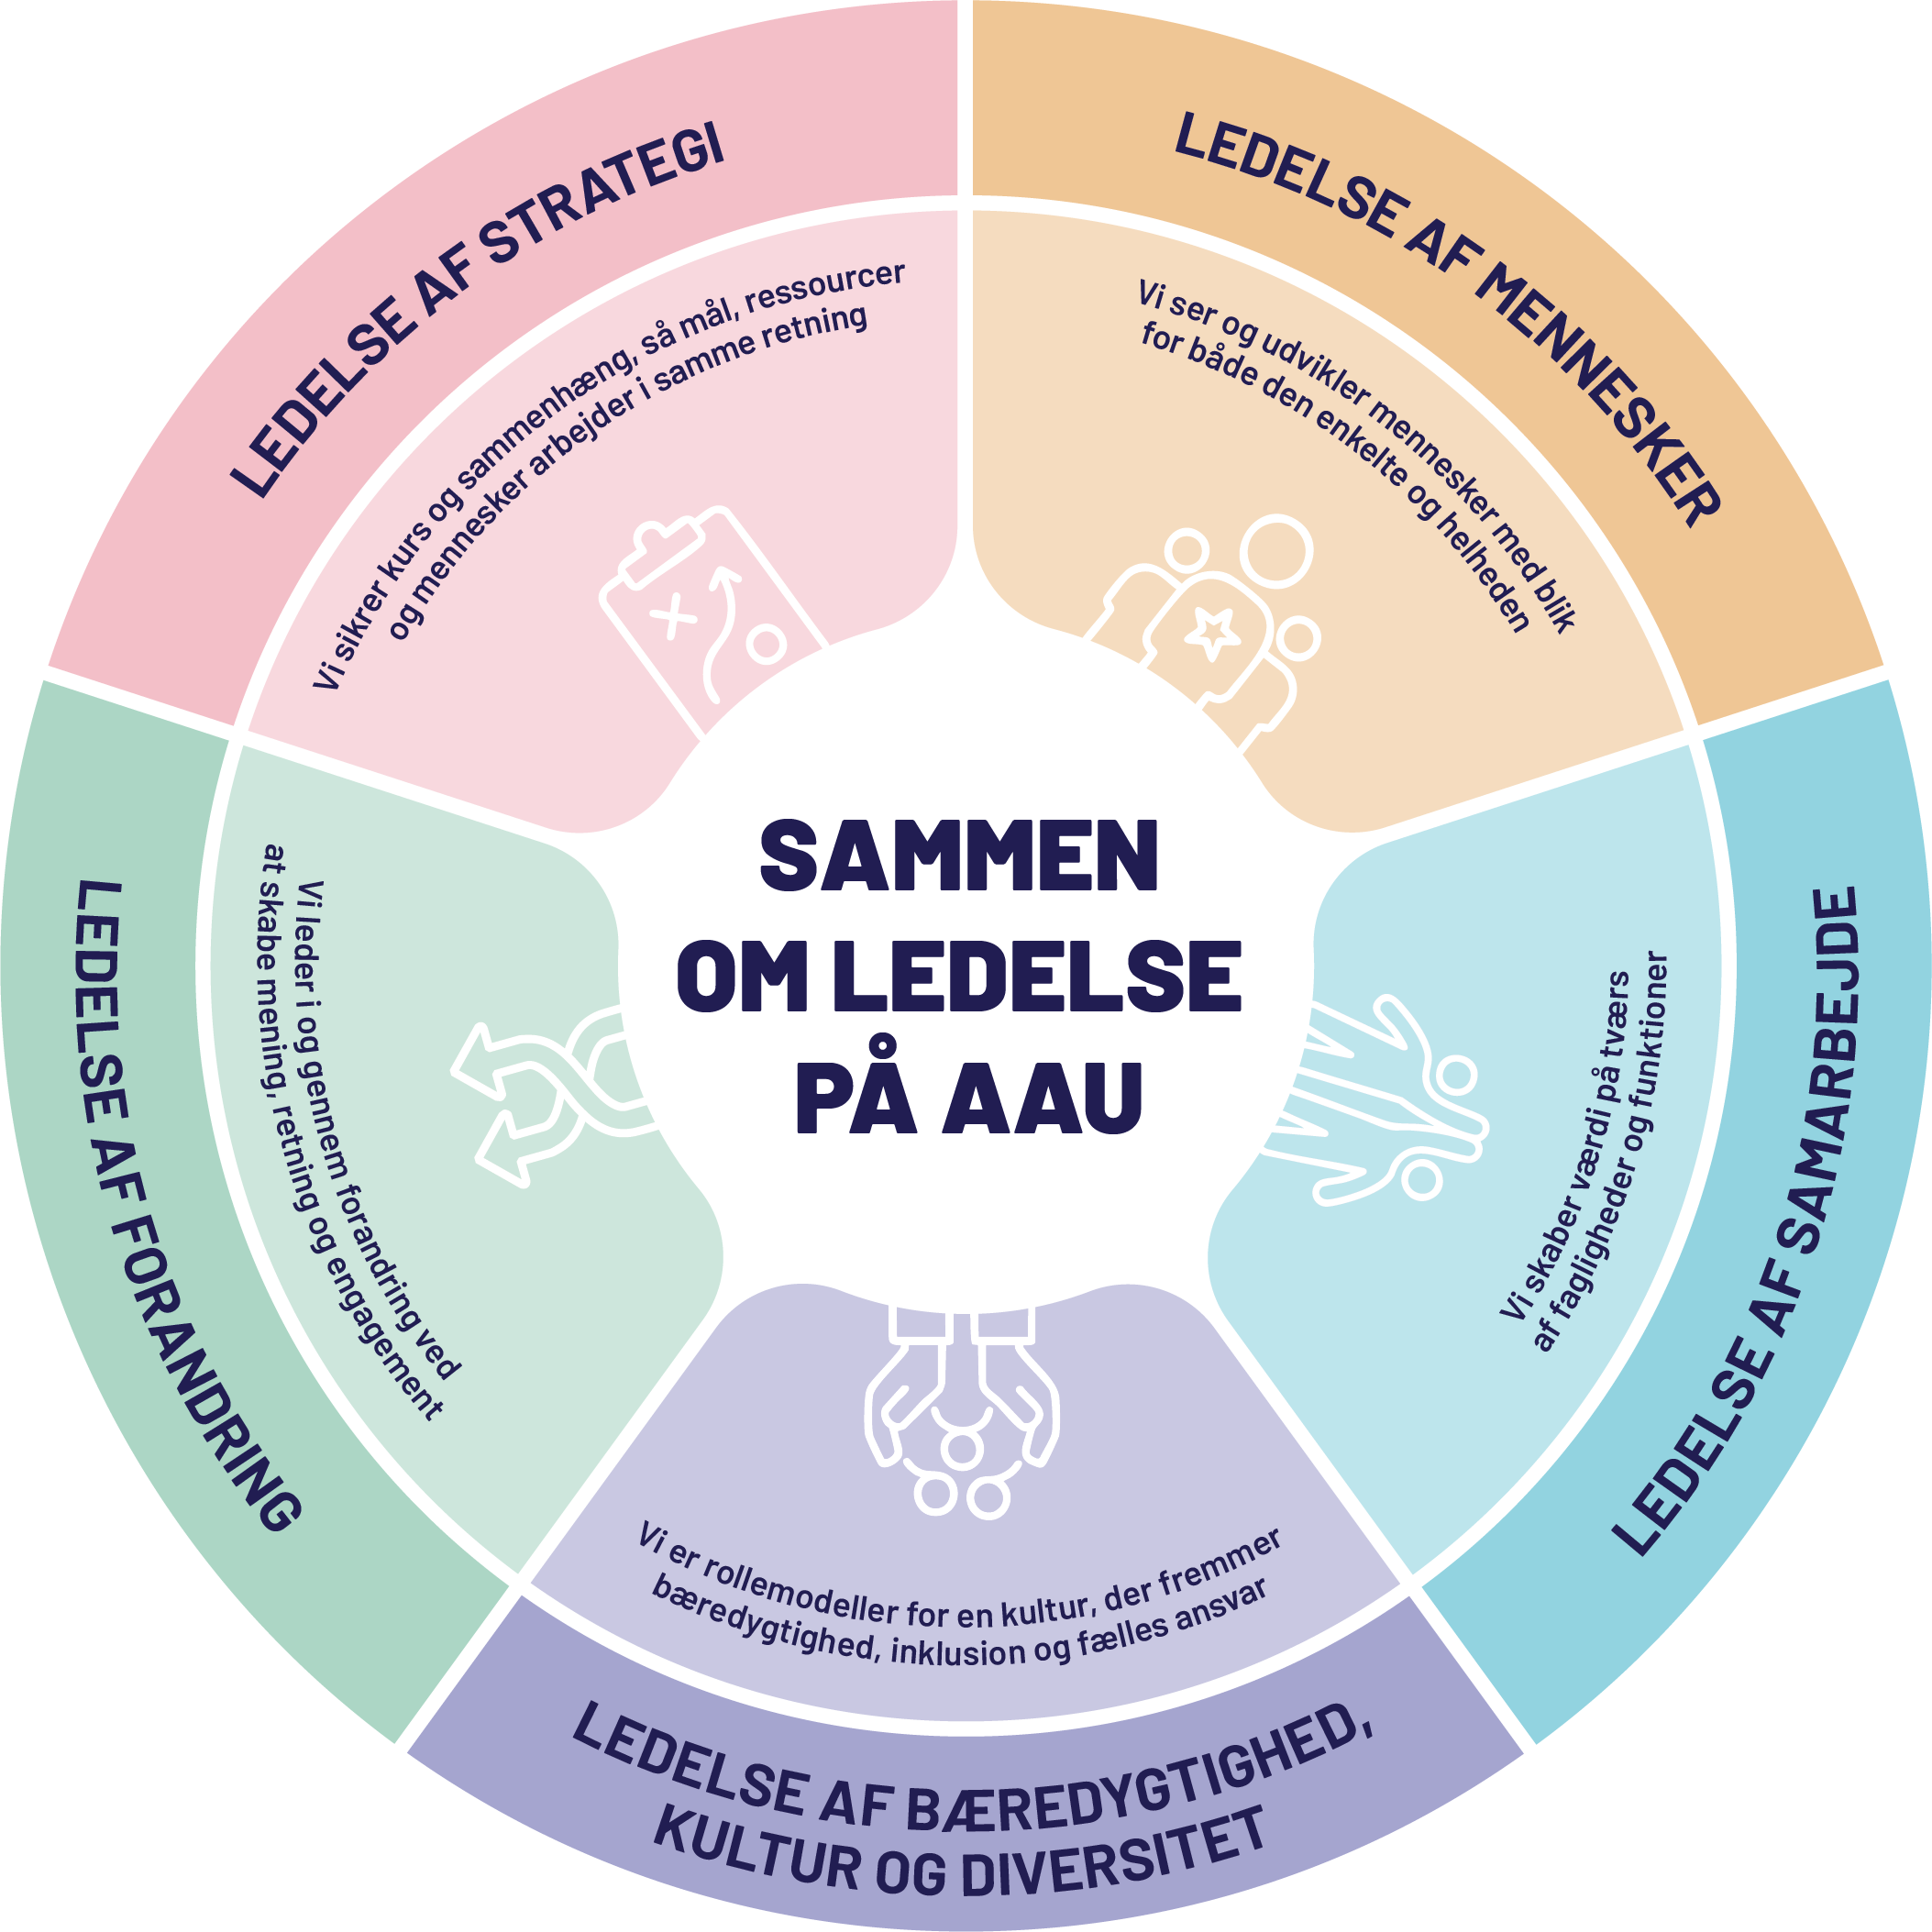 LEDELSE AF STRATEGI
Vi sikrer kurs og sammenhæng, så mål, ressourcer
og mennesker arbejder i samme retning
LEDELSE AF MENNESKER
Vi ser og udvikler mennesker med blik
for både den enkelte og helheden
LEDELSE AF SAMARBEJDE
Vi skaber værdi på tværs
af fagligheder og funktioner
LEDELSE AF BÆREDYGTIGHED,
KULTUR OG DIVERSITET
Vi er rollemodeller for en kultur, der fremmer
bæredygtighed, inklusion og fælles ansvar
LEDELSE AF FORANDRING
Vi leder i og gennem forandring ved
at skabe mening, retning og engagement
SAMMEN
OM LEDELSE
PÅ AAU